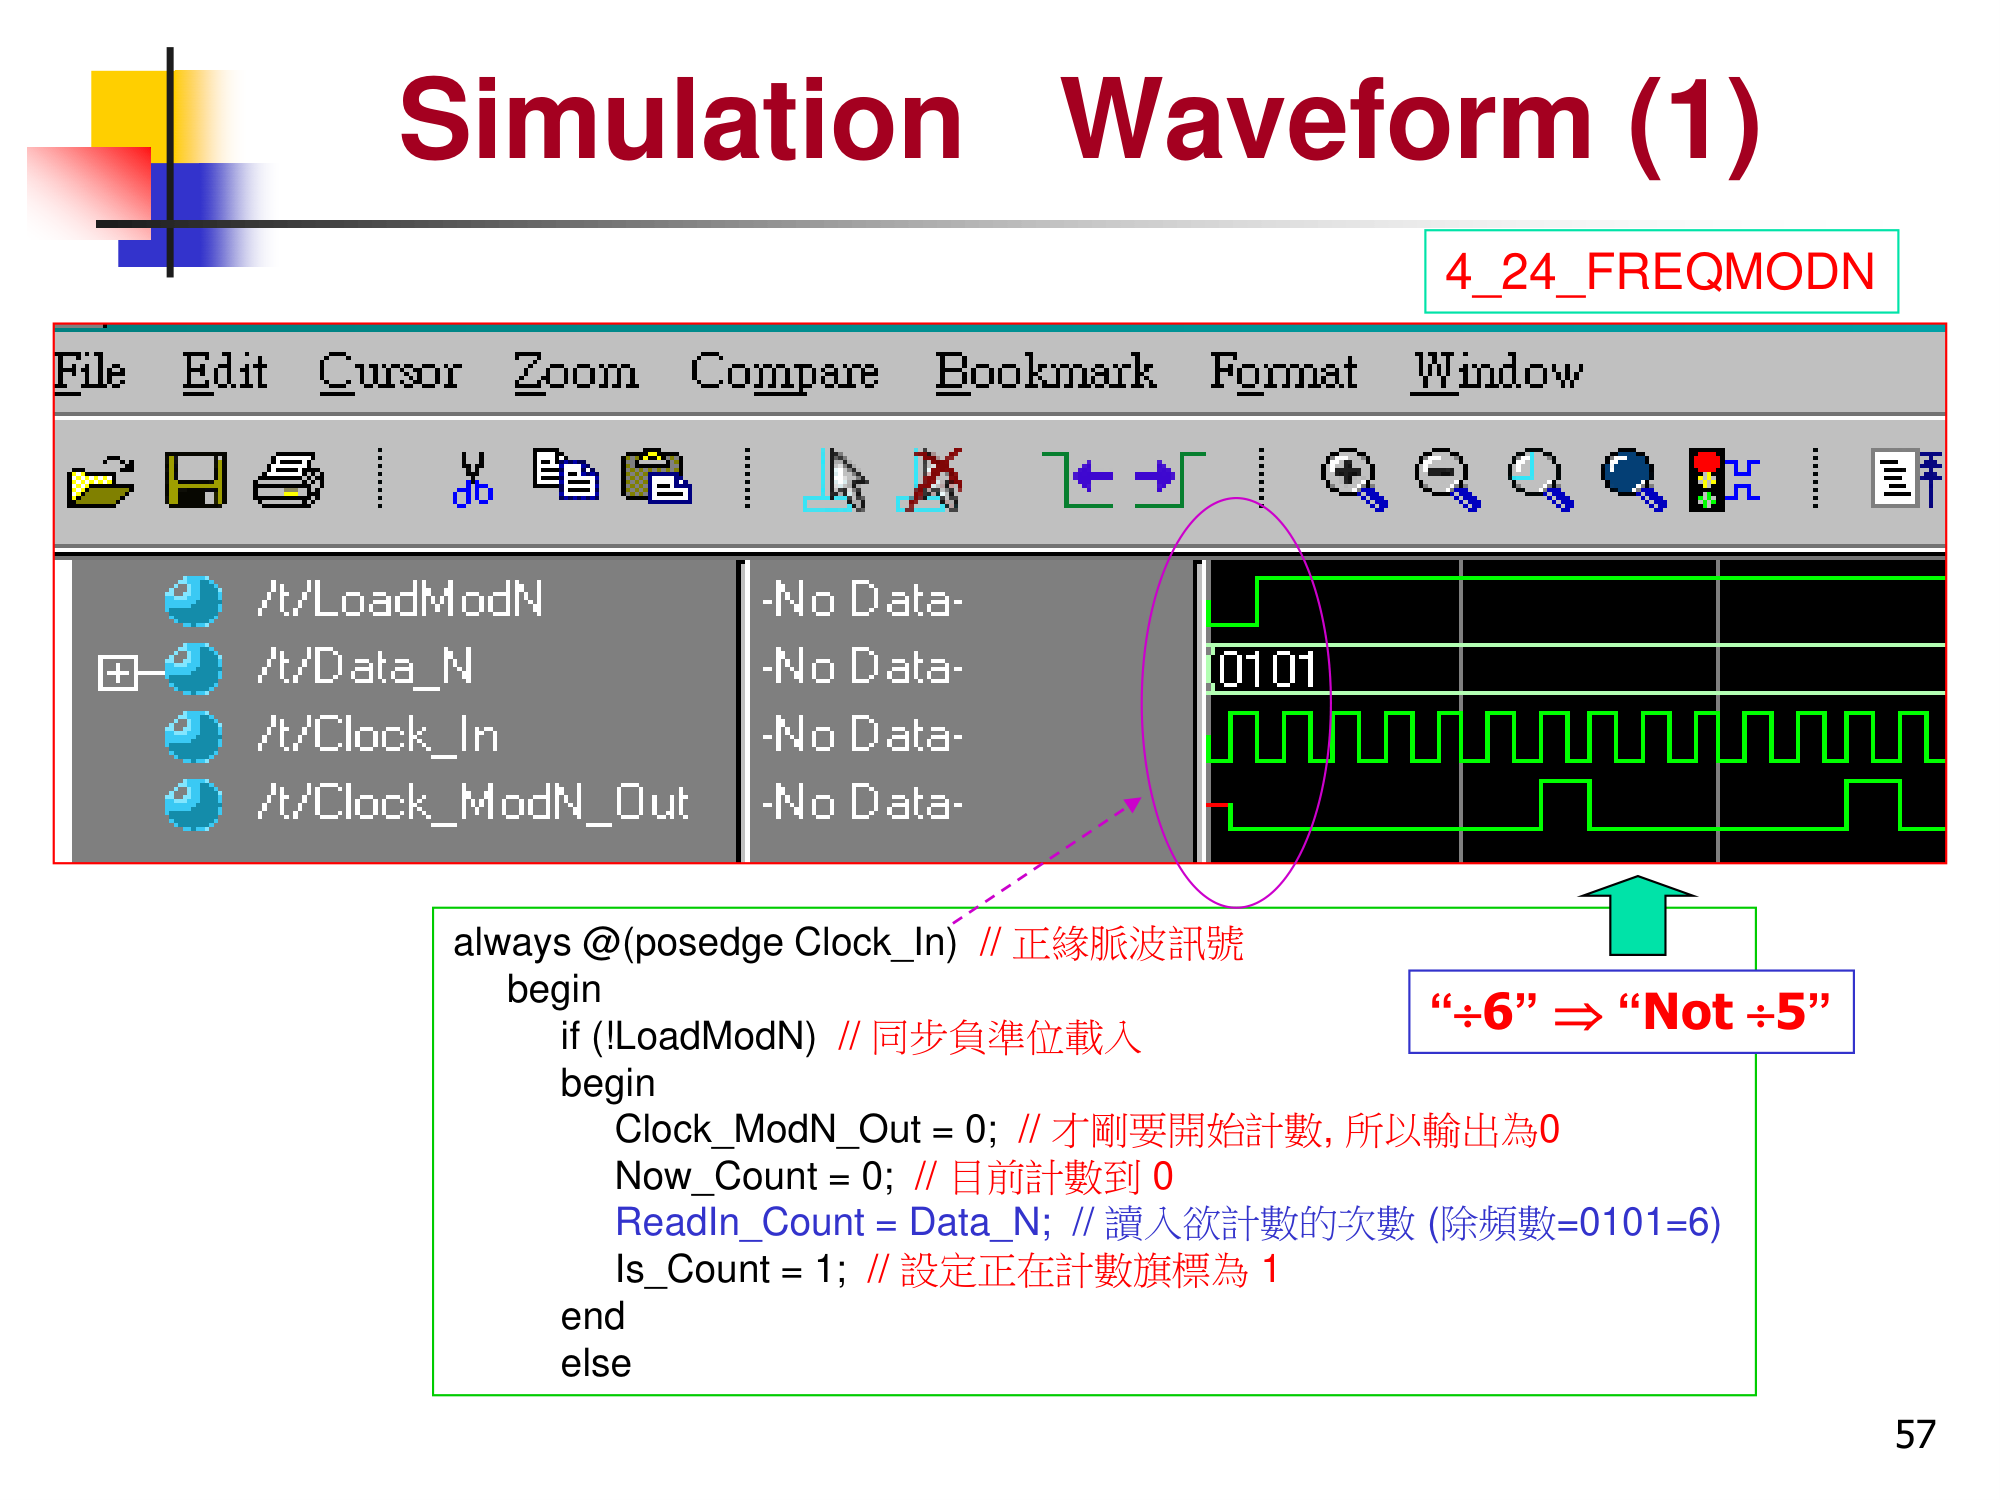 Simulation Waveform (1)
4_24_FREQMODN
File Edit Cursor Zoom Compare Bookmark Format Window
/t/LoadModN -No Data-
/t/Data_N -No Data- 0101
/t/Clock_In -No Data-
/t/Clock_ModN_Out -No Data-
always @(posedge Clock_In) // 正緣脈波訊號
begin
if (!LoadModN) // 同步負準位載入
begin
Clock_ModN_Out = 0; // 才剛要開始計數, 所以輸出為0
Now_Count = 0; // 目前計數到 0
ReadIn_Count = Data_N; // 讀入欲計數的次數 (除頻數=0101=6)
Is_Count = 1; // 設定正在計數旗標為 1
end
else
“÷6” ⇒ “Not ÷5”
57